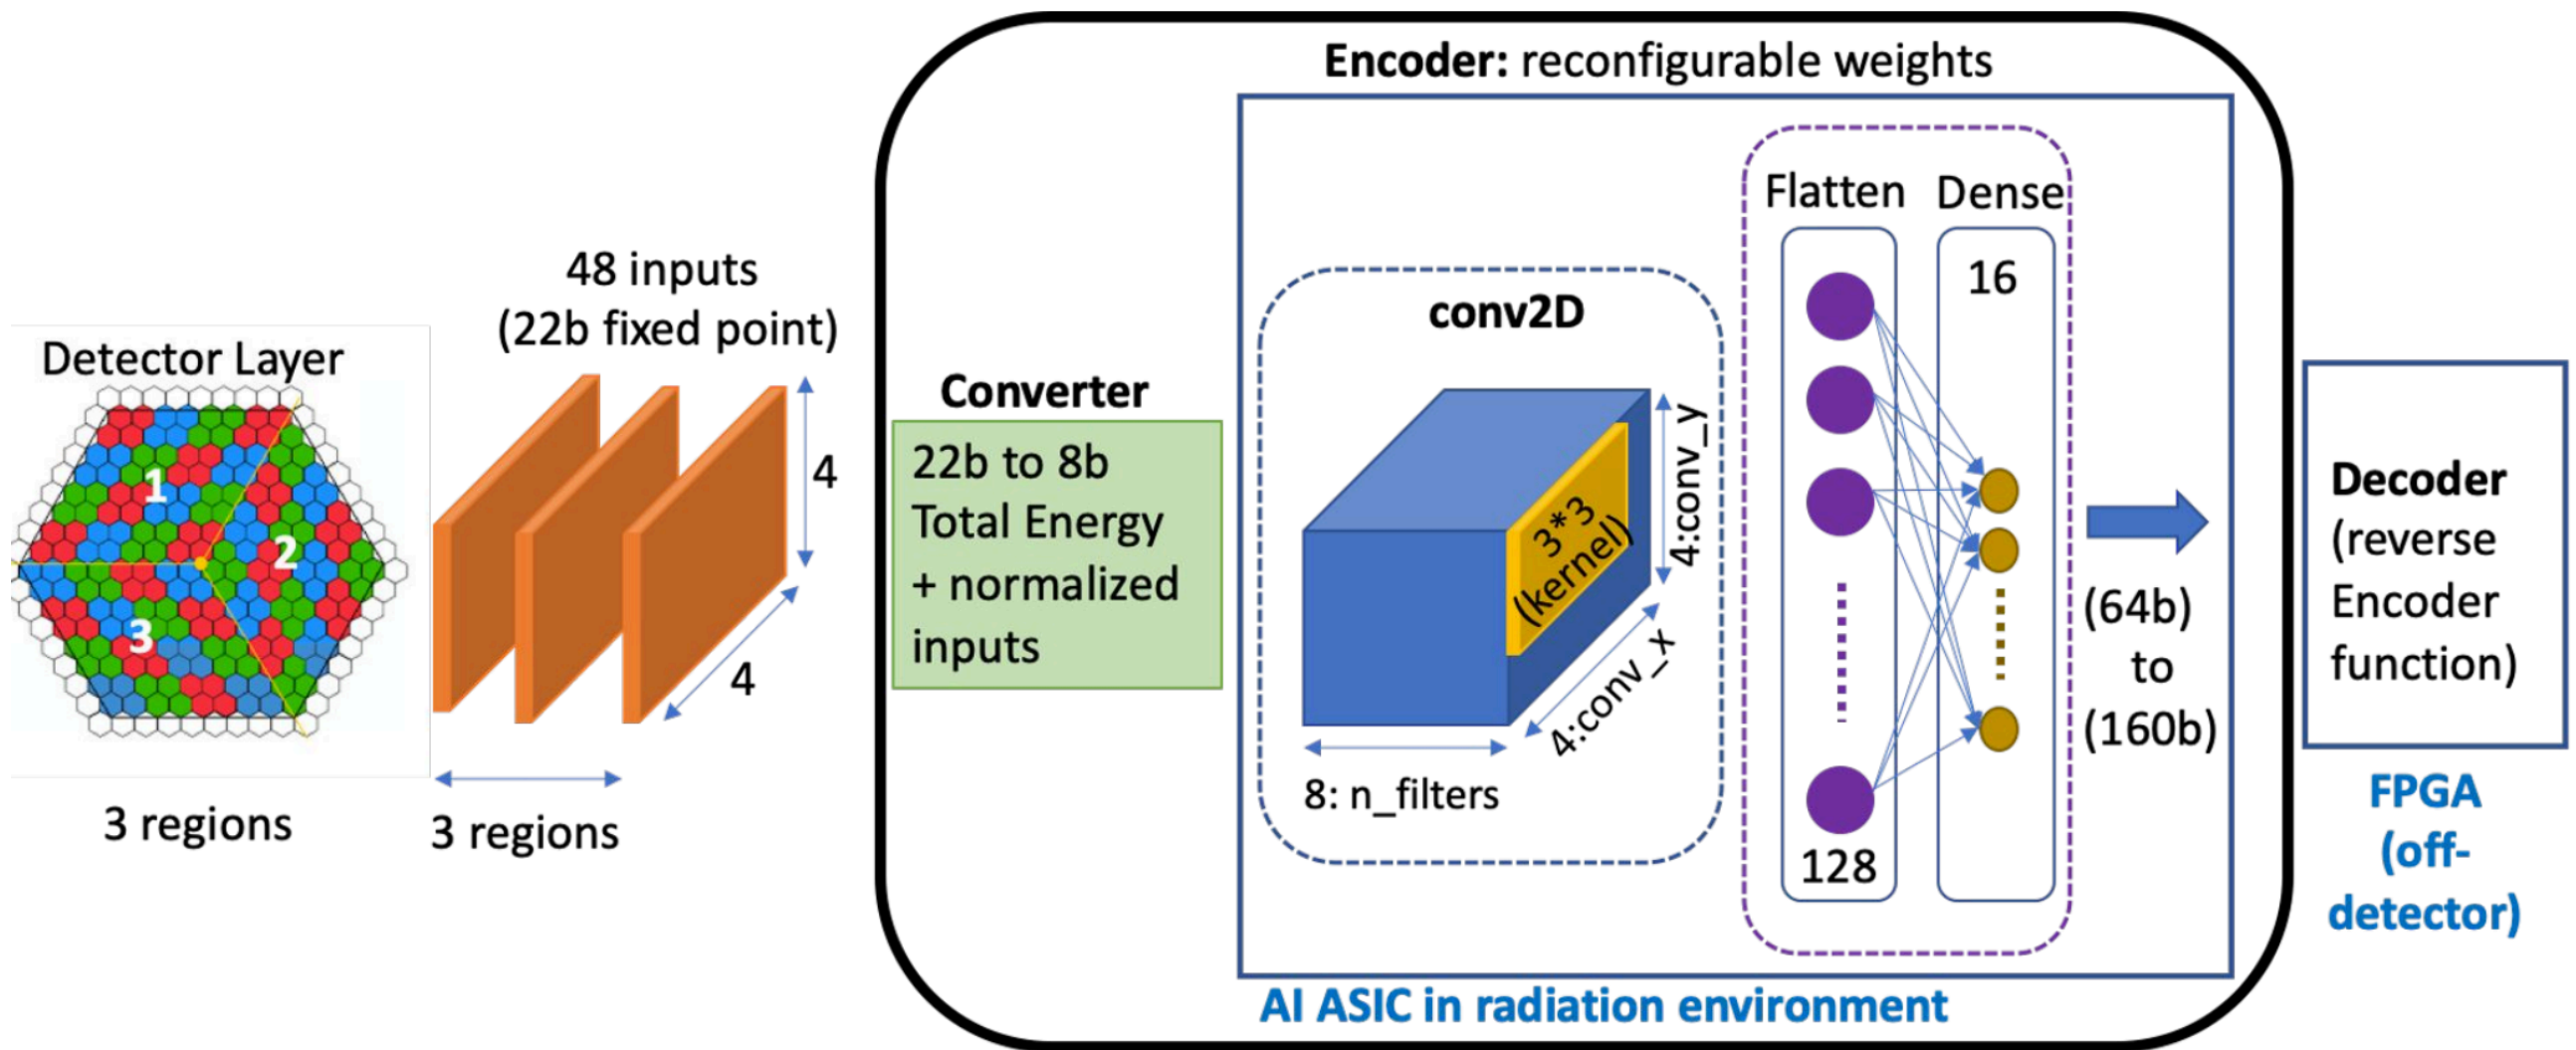 Detector Layer
1
2
3
3 regions
48 inputs
(22b fixed point)
4
4
3 regions
Converter
22b to 8b
Total Energy
+ normalized
inputs
Encoder: reconfigurable weights
conv2D
3*3
(kernel)
4:conv_y
4:conv_x
8: n_filters
Flatten
128
Dense
16
(64b)
to
(160b)
AI ASIC in radiation environment
Decoder
(reverse
Encoder
function)
FPGA
(off-
detector)